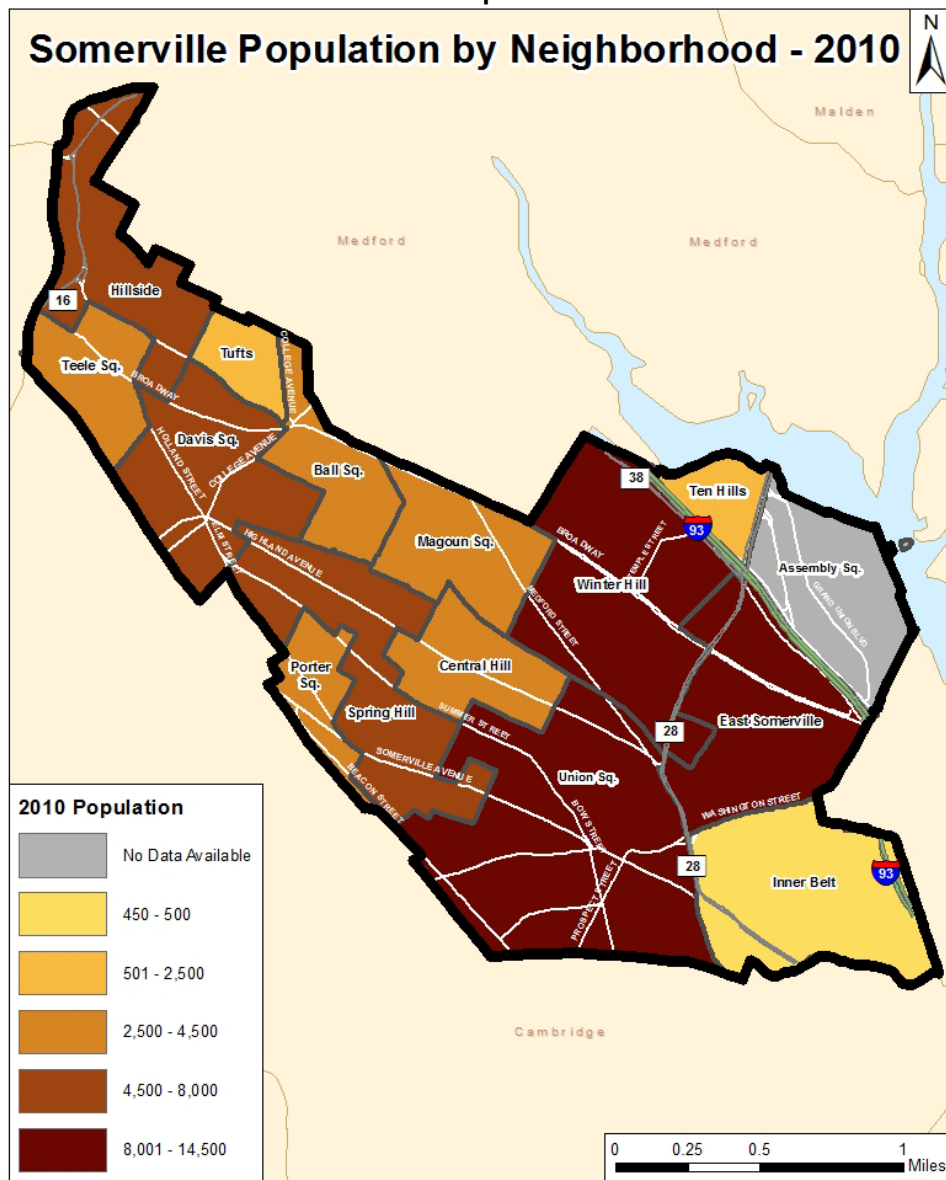 Somerville Population by Neighborhood - 2010
N
Malden
Medford
Medford
Hillside
16
Tufts
COLLEGE AVENUE
Teele Sq.
BROADWAY
Davis Sq.
HOLLAND STREET
COLLEGE AVENUE
Ball Sq.
ELM STREET
HIGHLAND AVENUE
Magoun Sq.
38
Ten Hills
93
Assembly Sq.
GRAND UNION BLVD
BROADWAY
TEMPLE STREET
Winter Hill
MEDFORD STREET
Porter
Sq.
Central Hill
Spring Hill
SUMMER STREET
East Somerville
28
SOMERVILLE AVENUE
BEACON STREET
Union Sq.
BOW STREET
WASHINGTON STREET
PROSPECT STREET
28
Inner Belt
93
Cambridge
2010 Population
No Data Available
450 - 500
501 - 2,500
2,500 - 4,500
4,500 - 8,000
8,001 - 14,500
0 0.25 0.5 1
Miles